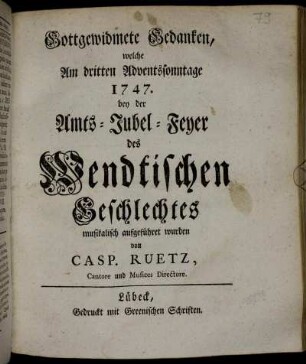 79
Gottgewidmete Gedanken,
welche
Am dritten Adventssonntage
1747.
bey der
Amts-Jubel-Feyer
des
Wendtischen
Geschlechtes
musikalisch aufgeführet wurden
von
CASP. RUETZ,
Cantore und Musices Directore.
Lübeck,
Gedruckt mit Greenischen Schriften.